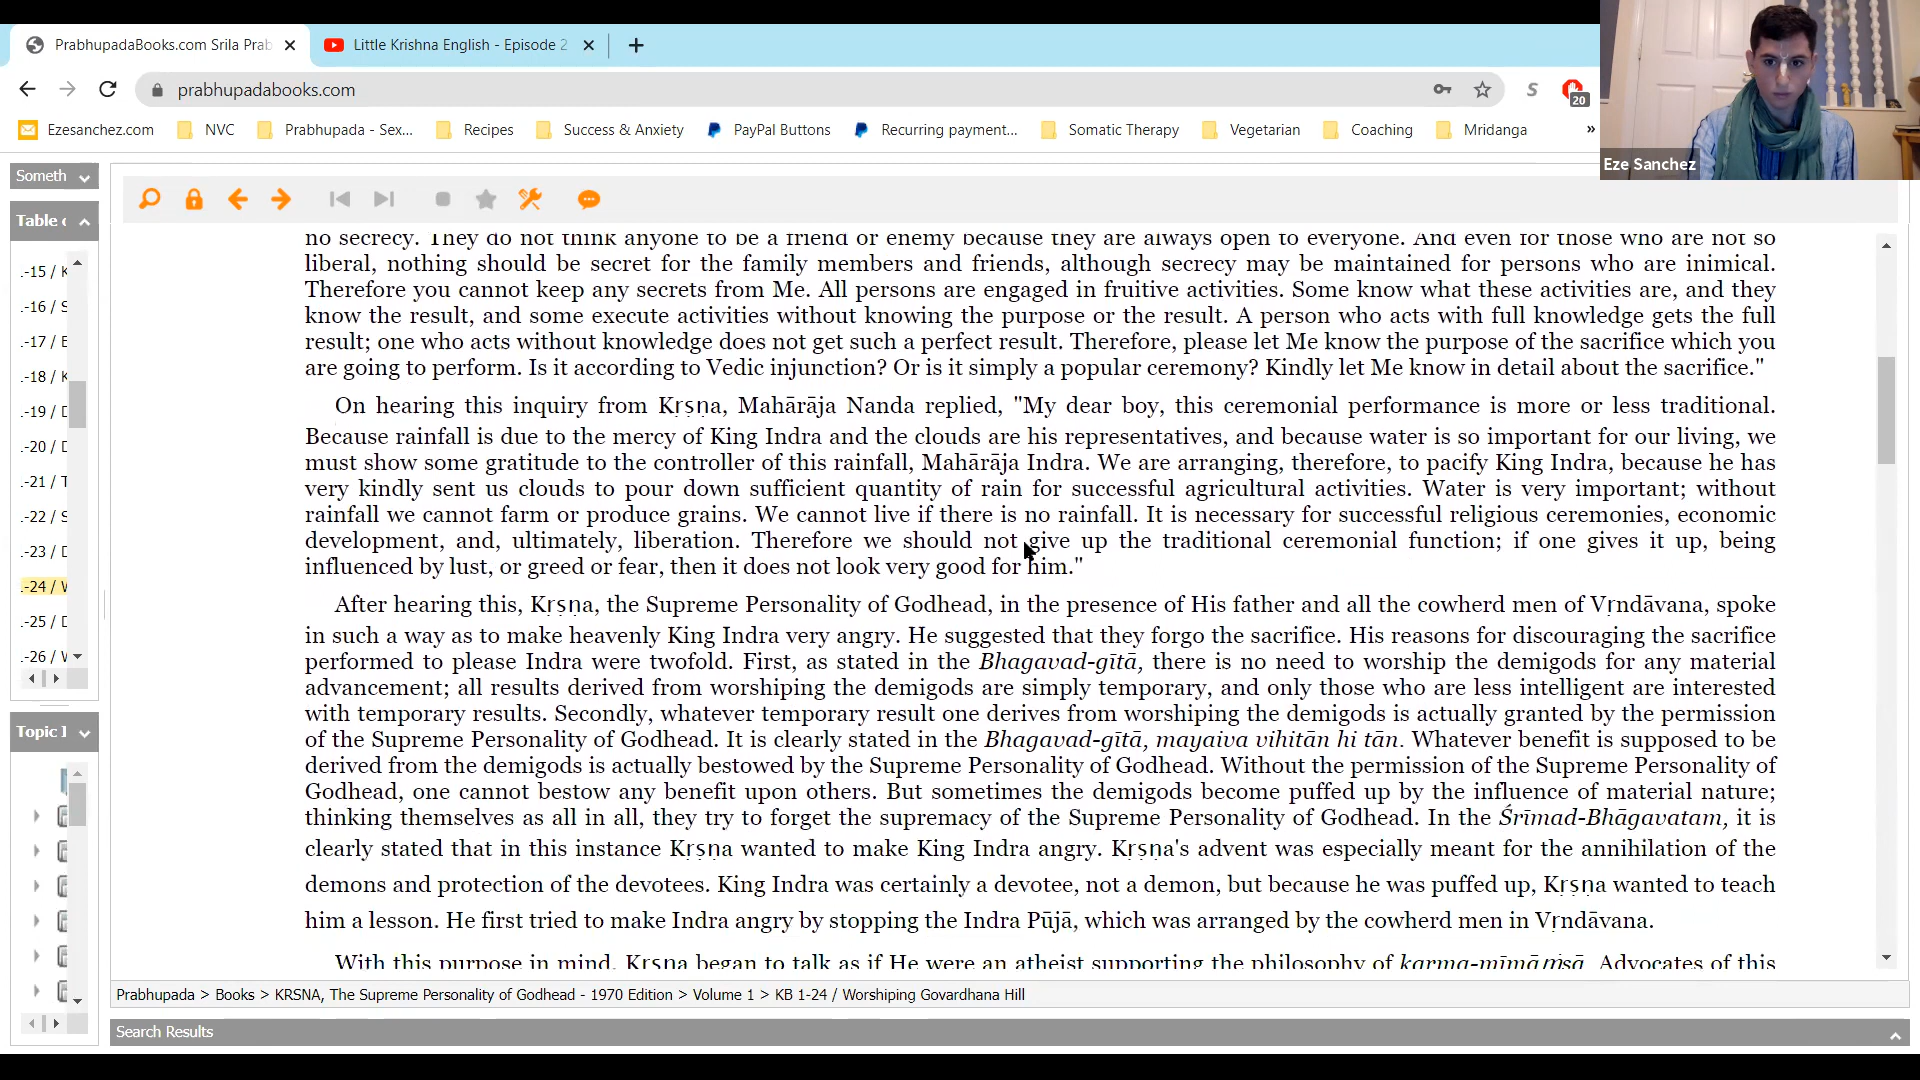 PrabhupadaBooks.com Srila Prab
Little Krishna English - Episode 2
prabhupadabooks.com
20
Ezesanchez.com
NVC
Prabhupada - Sex...
Recipes
Success & Anxiety
PayPal Buttons
Recurring payment...
Somatic Therapy
Vegetarian
Coaching
Mridanga
»
Eze Sanchez
Someth
Table c
.-15 / K
.-16 / S
.-17 / E
.-18 / K
.-19 / D
.-20 / D
.-21 / T
.-22 / S
.-23 / D
.-24 / W
.-25 / D
.-26 / W
Topic I
no secrecy. They do not think anyone to be a friend or enemy because they are always open to everyone. And even for those who are not so
liberal, nothing should be secret for the family members and friends, although secrecy may be maintained for persons who are inimical.
Therefore you cannot keep any secrets from Me. All persons are engaged in fruitive activities. Some know what these activities are, and they
know the result, and some execute activities without knowing the purpose or the result. A person who acts with full knowledge gets the full
result; one who acts without knowledge does not get such a perfect result. Therefore, please let Me know the purpose of the sacrifice which you
are going to perform. Is it according to Vedic injunction? Or is it simply a popular ceremony? Kindly let Me know in detail about the sacrifice."
On hearing this inquiry from Kṛṣṇa, Mahārāja Nanda replied, "My dear boy, this ceremonial performance is more or less traditional.
Because rainfall is due to the mercy of King Indra and the clouds are his representatives, and because water is so important for our living, we
must show some gratitude to the controller of this rainfall, Mahārāja Indra. We are arranging, therefore, to pacify King Indra, because he has
very kindly sent us clouds to pour down sufficient quantity of rain for successful agricultural activities. Water is very important; without
rainfall we cannot farm or produce grains. We cannot live if there is no rainfall. It is necessary for successful religious ceremonies, economic
development, and, ultimately, liberation. Therefore we should not give up the traditional ceremonial function; if one gives it up, being
influenced by lust, or greed or fear, then it does not look very good for him."
After hearing this, Kṛṣṇa, the Supreme Personality of Godhead, in the presence of His father and all the cowherd men of Vṛndāvana, spoke
in such a way as to make heavenly King Indra very angry. He suggested that they forgo the sacrifice. His reasons for discouraging the sacrifice
performed to please Indra were twofold. First, as stated in the Bhagavad-gītā, there is no need to worship the demigods for any material
advancement; all results derived from worshiping the demigods are simply temporary, and only those who are less intelligent are interested
with temporary results. Secondly, whatever temporary result one derives from worshiping the demigods is actually granted by the permission
of the Supreme Personality of Godhead. It is clearly stated in the Bhagavad-gītā, mayaiva vihitān hi tān. Whatever benefit is supposed to be
derived from the demigods is actually bestowed by the Supreme Personality of Godhead. Without the permission of the Supreme Personality of
Godhead, one cannot bestow any benefit upon others. But sometimes the demigods become puffed up by the influence of material nature;
thinking themselves as all in all, they try to forget the supremacy of the Supreme Personality of Godhead. In the Śrīmad-Bhāgavatam, it is
clearly stated that in this instance Kṛṣṇa wanted to make King Indra angry. Kṛṣṇa's advent was especially meant for the annihilation of the
demons and protection of the devotees. King Indra was certainly a devotee, not a demon, but because he was puffed up, Kṛṣṇa wanted to teach
him a lesson. He first tried to make Indra angry by stopping the Indra Pūjā, which was arranged by the cowherd men in Vṛndāvana.
With this purpose in mind, Kṛṣṇa began to talk as if He were an atheist supporting the philosophy of karma-mīmāṁsā. Advocates of this
Prabhupada > Books > KRSNA, The Supreme Personality of Godhead - 1970 Edition > Volume 1 > KB 1-24 / Worshiping Govardhana Hill
Search Results